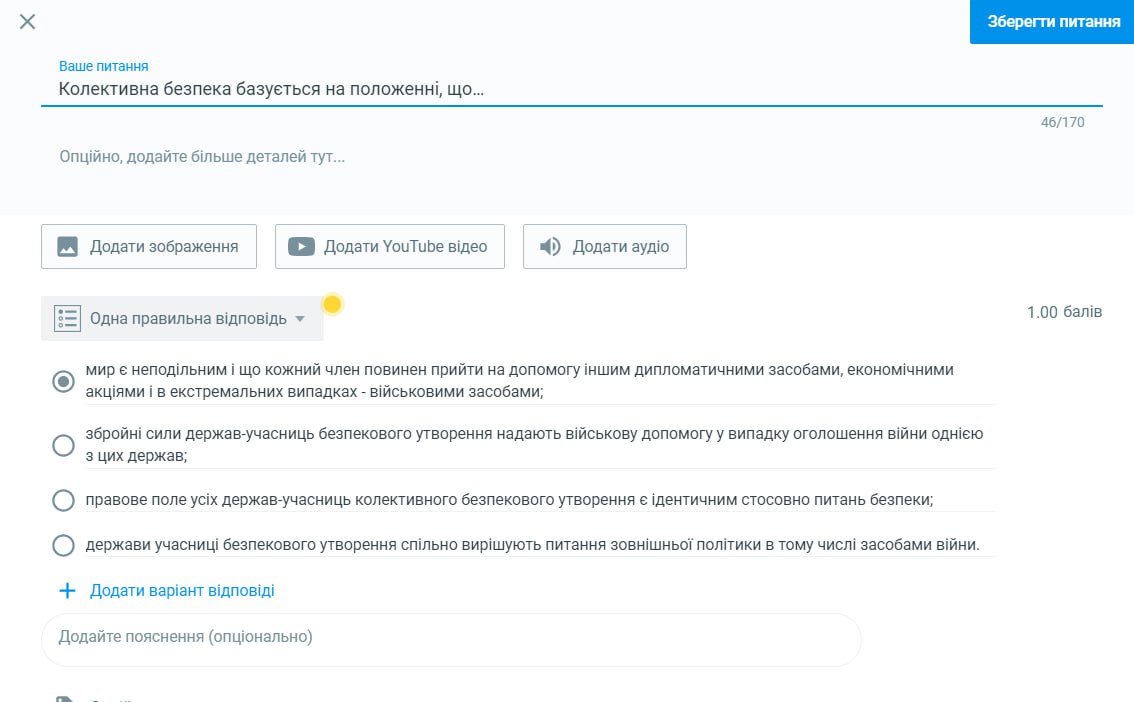 Зберегти питання
Ваше питання
Колективна безпека базується на положенні, що...
46/170
Опційно, додайте більше деталей тут...
Додати зображення
Додати YouTube відео
Додати аудіо
Одна правильна відповідь
1.00 балів
мир є неподільним і що кожний член повинен прийти на допомогу іншим дипломатичними засобами, економічними
акціями і в екстремальних випадках - військовими засобами;
збройні сили держав-учасниць безпекового утворення надають військову допомогу у випадку оголошення війни однією
з цих держав;
правове поле усіх держав-учасниць колективного безпекового утворення є ідентичним стосовно питань безпеки;
держави учасниці безпекового утворення спільно вирішують питання зовнішньої політики в тому числі засобами війни.
Додати варіант відповіді
Додайте пояснення (опціонально)